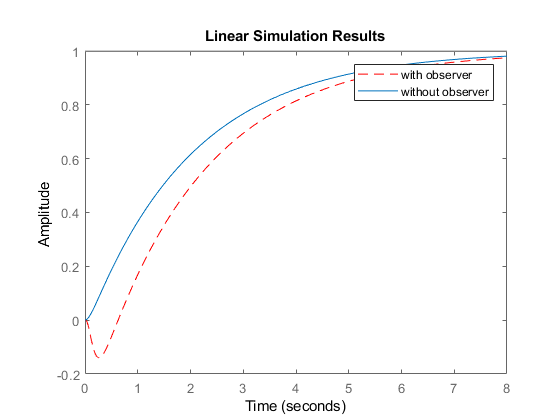 Linear Simulation Results
Amplitude
1
0.8
0.6
0.4
0.2
0
-0.2
with observer
without observer
0 1 2 3 4 5 6 7 8
Time (seconds)